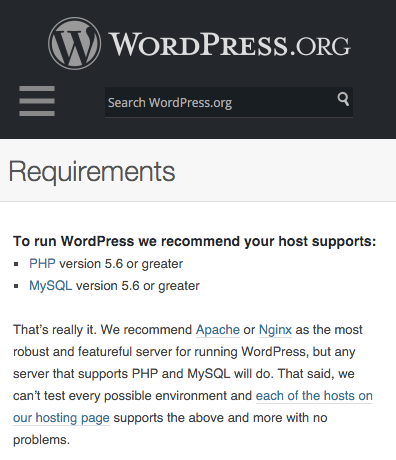 WORDPRESS.ORG
Search WordPress.org
Requirements
To run WordPress we recommend your host supports:
PHP version 5.6 or greater
MySQL version 5.6 or greater
That's really it. We recommend Apache or Nginx as the most
robust and featureful server for running WordPress, but any
server that supports PHP and MySQL will do. That said, we
can't test every possible environment and each of the hosts on
our hosting page supports the above and more with no
problems.